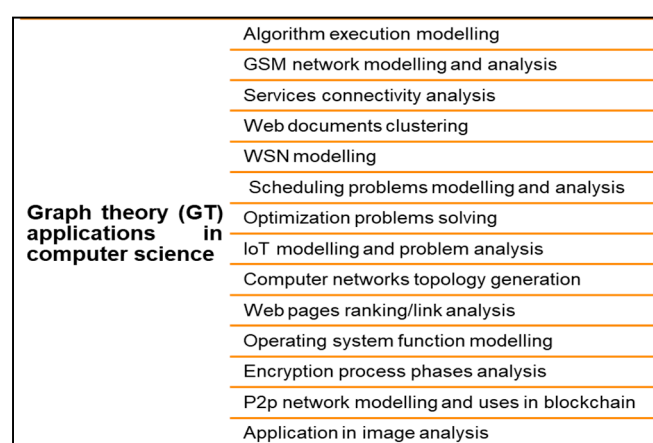 Graph theory (GT)
applications in
computer science
Algorithm execution modelling
GSM network modelling and analysis
Services connectivity analysis
Web documents clustering
WSN modelling
Scheduling problems modelling and analysis
Optimization problems solving
IoT modelling and problem analysis
Computer networks topology generation
Web pages ranking/link analysis
Operating system function modelling
Encryption process phases analysis
P2p network modelling and uses in blockchain
Application in image analysis